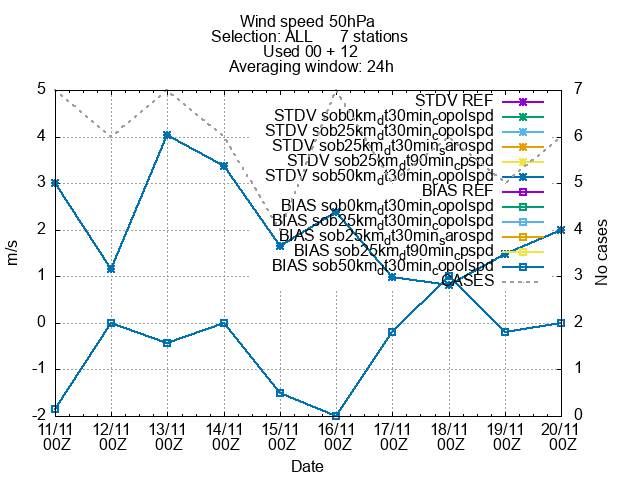 Wind speed 50hPa
Selection: ALL 7 stations
Used 00 + 12
Averaging window: 24h
STDV REF
STDV sob0km_dt30min_copolspd
STDV sob25km_dt30min_copolspd
STDV sob25km_dt30min_sarospd
STDV sob25km_dt90min_cpspd
STDV sob50km_dt30min_copolspd
BIAS REF
BIAS sob0km_dt30min_copolspd
BIAS sob25km_dt30min_copolspd
BIAS sob25km_dt30min_sarospd
BIAS sob25km_dt90min_cpspd
BIAS sob50km_dt30min_copolspd
CASES
5
4
3
2
1
0
-1
-2
m/s
7
6
5
4
3
2
1
0
No cases
11/11 12/11 13/11 14/11 15/11 16/11 17/11 18/11 19/11 20/11
00Z 00Z 00Z 00Z 00Z 00Z 00Z 00Z 00Z 00Z
Date